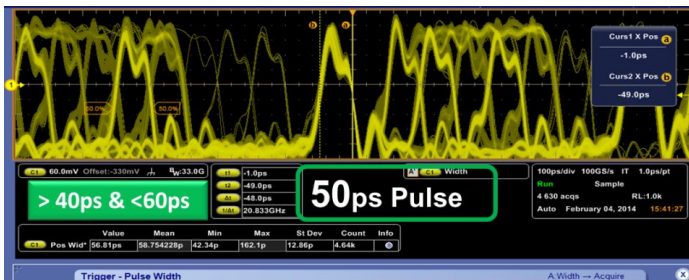 b a
Curs1 X Pos a
-1.0ps
Curs2 X Pos b
-49.0ps
1
50.0% 50.0%
C1 60.0mV Offset:-330mV BW:33.0G
> 40ps & <60ps
t1 -1.0ps
t2 -49.0ps
Δt -48.0ps
1/Δt 20.833GHz
A' C1 Width
50ps Pulse
100ps/div 100GS/s IT 1.0ps/pt
Run Sample
4 630 acqs RL:1.0k
Auto February 04, 2014 15:41:27
Value Mean Min Max St Dev Count Info
C1 Pos Wid* 56.81ps 58.754228p 42.34p 162.1p 12.86p 4.64k
Trigger - Pulse Width A:Width → Acquire X